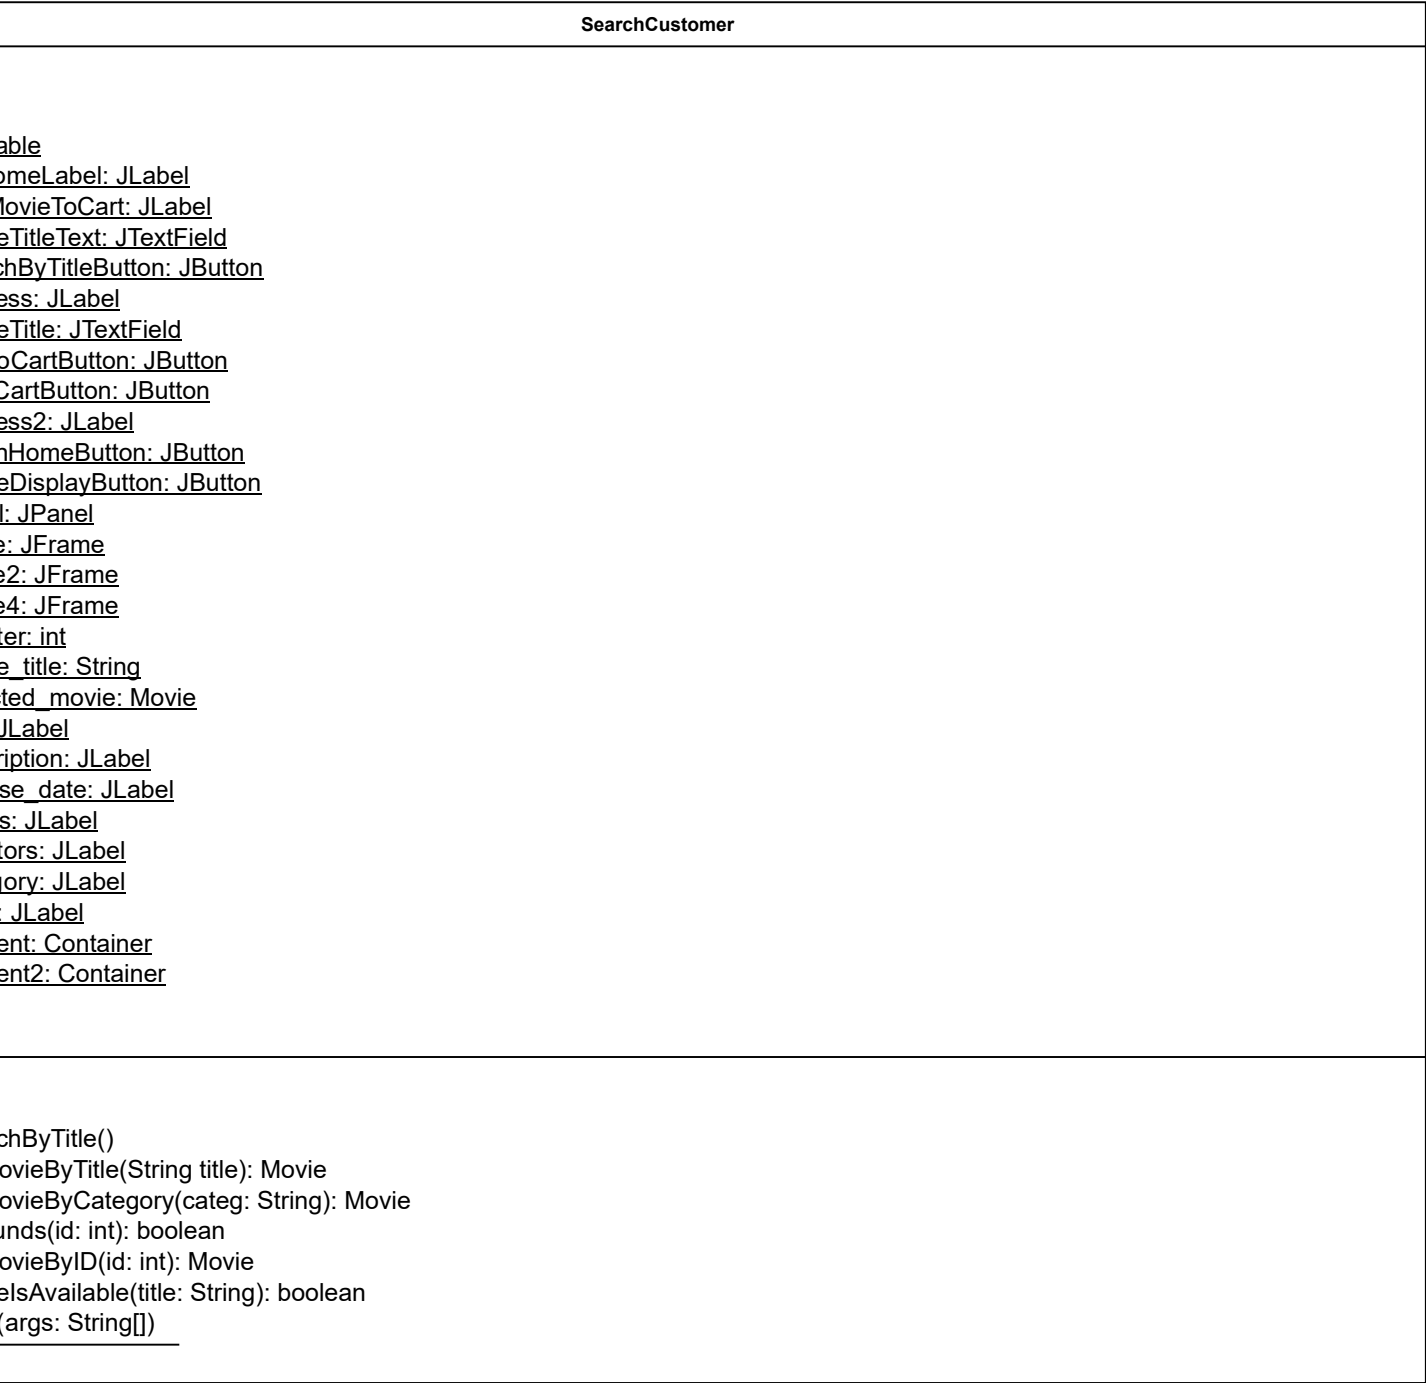 SearchCustomer
able
omeLabel: JLabel
MovieToCart: JLabel
eTitleText: JTextField
chByTitleButton: JButton
ess: JLabel
eTitle: JTextField
oCartButton: JButton
CartButton: JButton
ess2: JLabel
nHomeButton: JButton
eDisplayButton: JButton
l: JPanel
e: JFrame
e2: JFrame
e4: JFrame
ter: int
e_title: String
cted_movie: Movie
JLabel
ription: JLabel
se_date: JLabel
s: JLabel
tors: JLabel
gory: JLabel
: JLabel
ent: Container
ent2: Container
chByTitle()
ovieByTitle(String title): Movie
ovieByCategory(categ: String): Movie
unds(id: int): boolean
ovieByID(id: int): Movie
eIsAvailable(title: String): boolean
(args: String[])